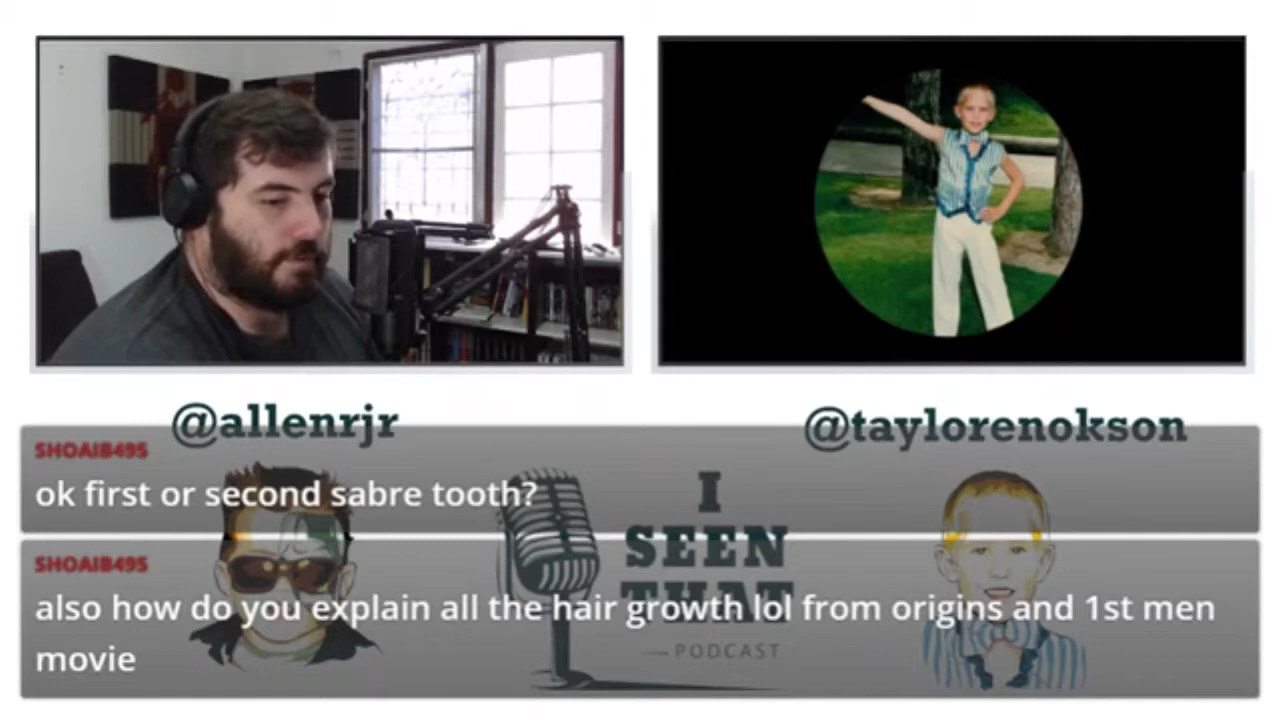 @allenrjr
@taylorenokson
SHOAIB495
ok first or second sabre tooth?
I
SEEN
THAT
PODCAST
SHOAIB495
also how do you explain all the hair growth lol from origins and 1st men
movie